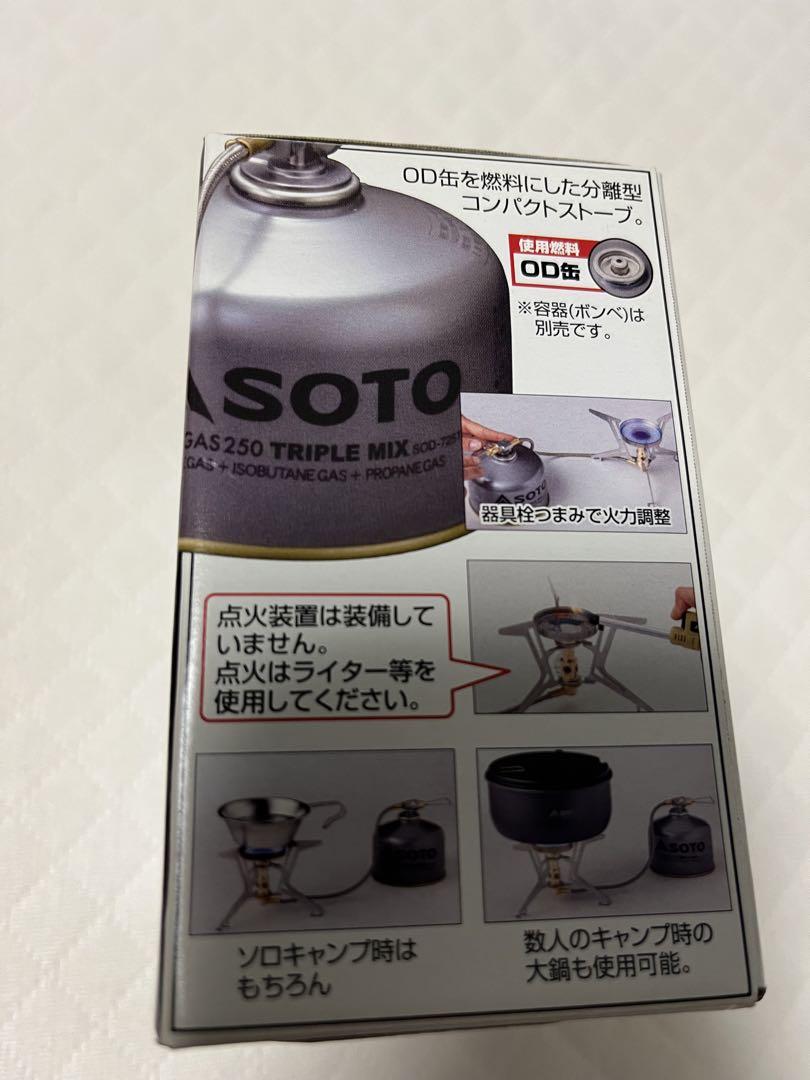 OD缶を燃料にした分離型
コンパクトストーブ。
使用燃料
OD缶
※容器(ボンベ)は
別売です。
SOTO
GAS 250 TRIPLE MIX SOD-725T
GAS + ISOBUTANE GAS + PROPANE GAS
SOTO
器具栓つまみで火力調整
点火装置は装備して
いません。
点火はライター等を
使用してください。
SOTO
SOTO
ソロキャンプ時は
もちろん
数人のキャンプ時の
大鍋も使用可能。